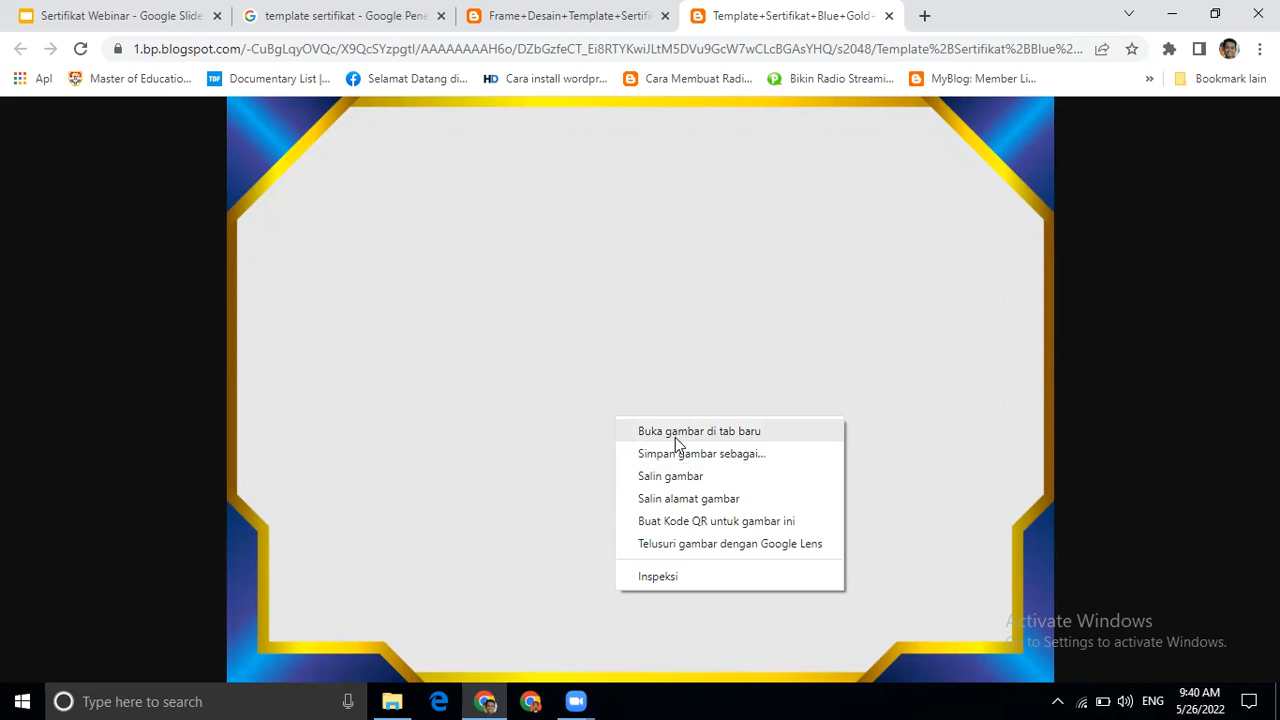 Sertifikat Webinar - Google Slide
template sertifikat - Google Pene
Frame+Desain+Template+Sertifi
Template+Sertifikat+Blue+Gold+
1.bp.blogspot.com/-CuBgLqyOVQc/X9QcSYzpgtI/AAAAAAAAH6o/DZbGzfeCT_Ei8RTYKwiJLtM5DVu9GcW7wCLcBGAsYHQ/s2048/Template%2BSertifikat%2BBlue%2...
Apl
Master of Educatio...
TDF
Documentary List |...
Selamat Datang di...
HD
Cara install wordpr...
Cara Membuat Radi...
Bikin Radio Streami...
MyBlog: Member Li...
»
Bookmark lain
Buka gambar di tab baru
Simpan gambar sebagai...
Salin gambar
Salin alamat gambar
Buat Kode QR untuk gambar ini
Telusuri gambar dengan Google Lens
Inspeksi
Activate Windows
Go to Settings to activate Windows.
Type here to search
ENG
9:40 AM
5/26/2022